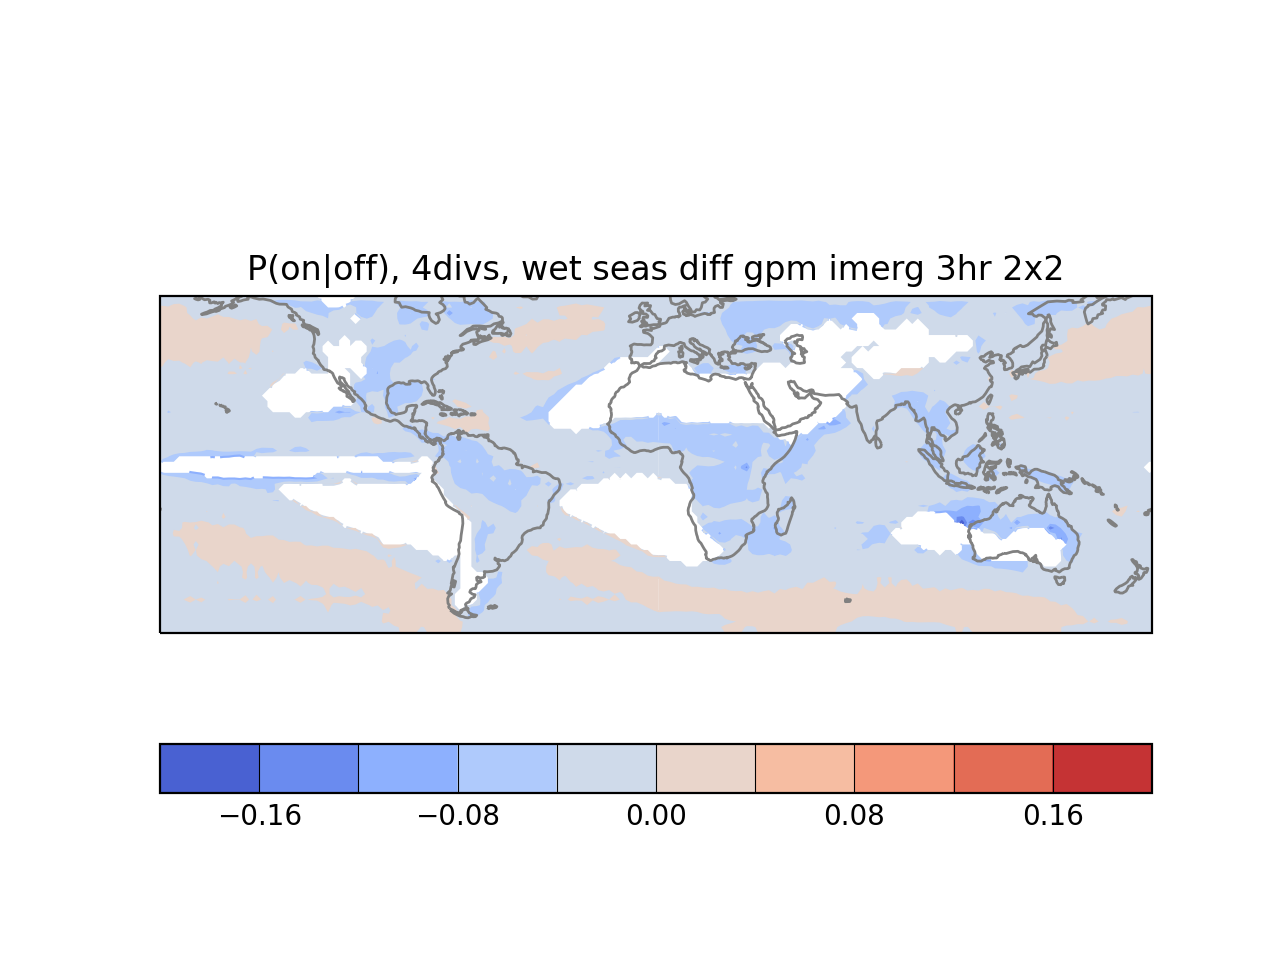 P(on|off), 4divs, wet seas diff gpm imerg 3hr 2x2
−0.16 −0.08 0.00 0.08 0.16